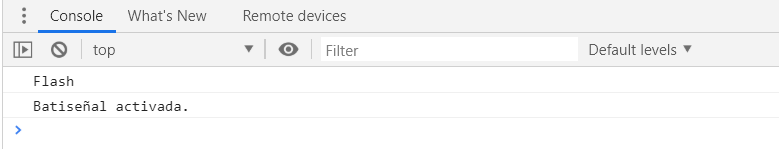 Console What's New Remote devices
top Filter Default levels
Flash
Batiseñal activada.